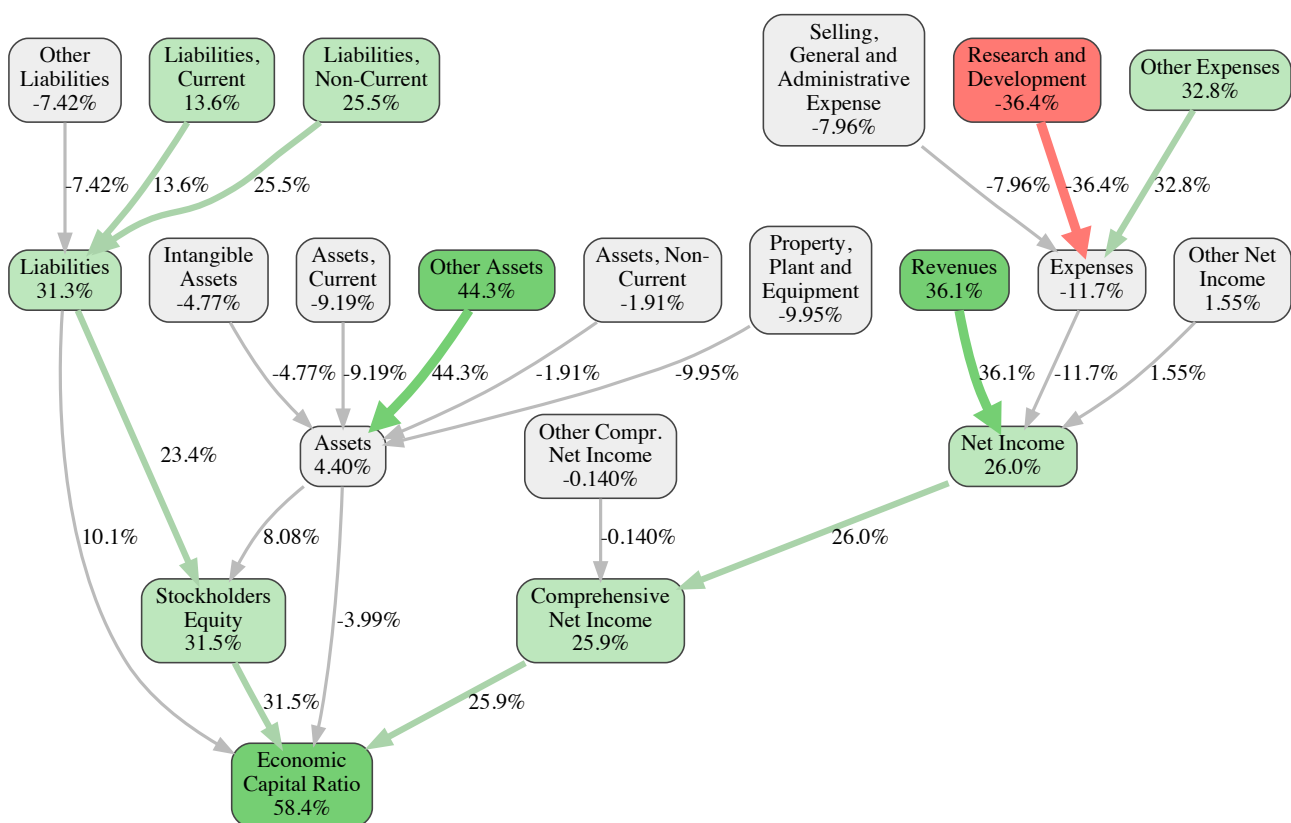 Other
Liabilities
-7.42%
Liabilities,
Current
13.6%
Liabilities,
Non-Current
25.5%
Selling,
General and
Administrative
Expense
-7.96%
Research and
Development
-36.4%
Other Expenses
32.8%
-7.42%
13.6%
25.5%
-7.96%
-36.4%
32.8%
Liabilities
31.3%
Intangible
Assets
-4.77%
Assets,
Current
-9.19%
Other Assets
44.3%
Assets, Non-
Current
-1.91%
Property,
Plant and
Equipment
-9.95%
Revenues
36.1%
Expenses
-11.7%
Other Net
Income
1.55%
-4.77%
-9.19%
44.3%
-1.91%
-9.95%
36.1%
-11.7%
1.55%
Assets
4.40%
Other Compr.
Net Income
-0.140%
Net Income
26.0%
23.4%
10.1%
8.08%
-3.99%
-0.140%
26.0%
Stockholders
Equity
31.5%
Comprehensive
Net Income
25.9%
31.5%
25.9%
Economic
Capital Ratio
58.4%